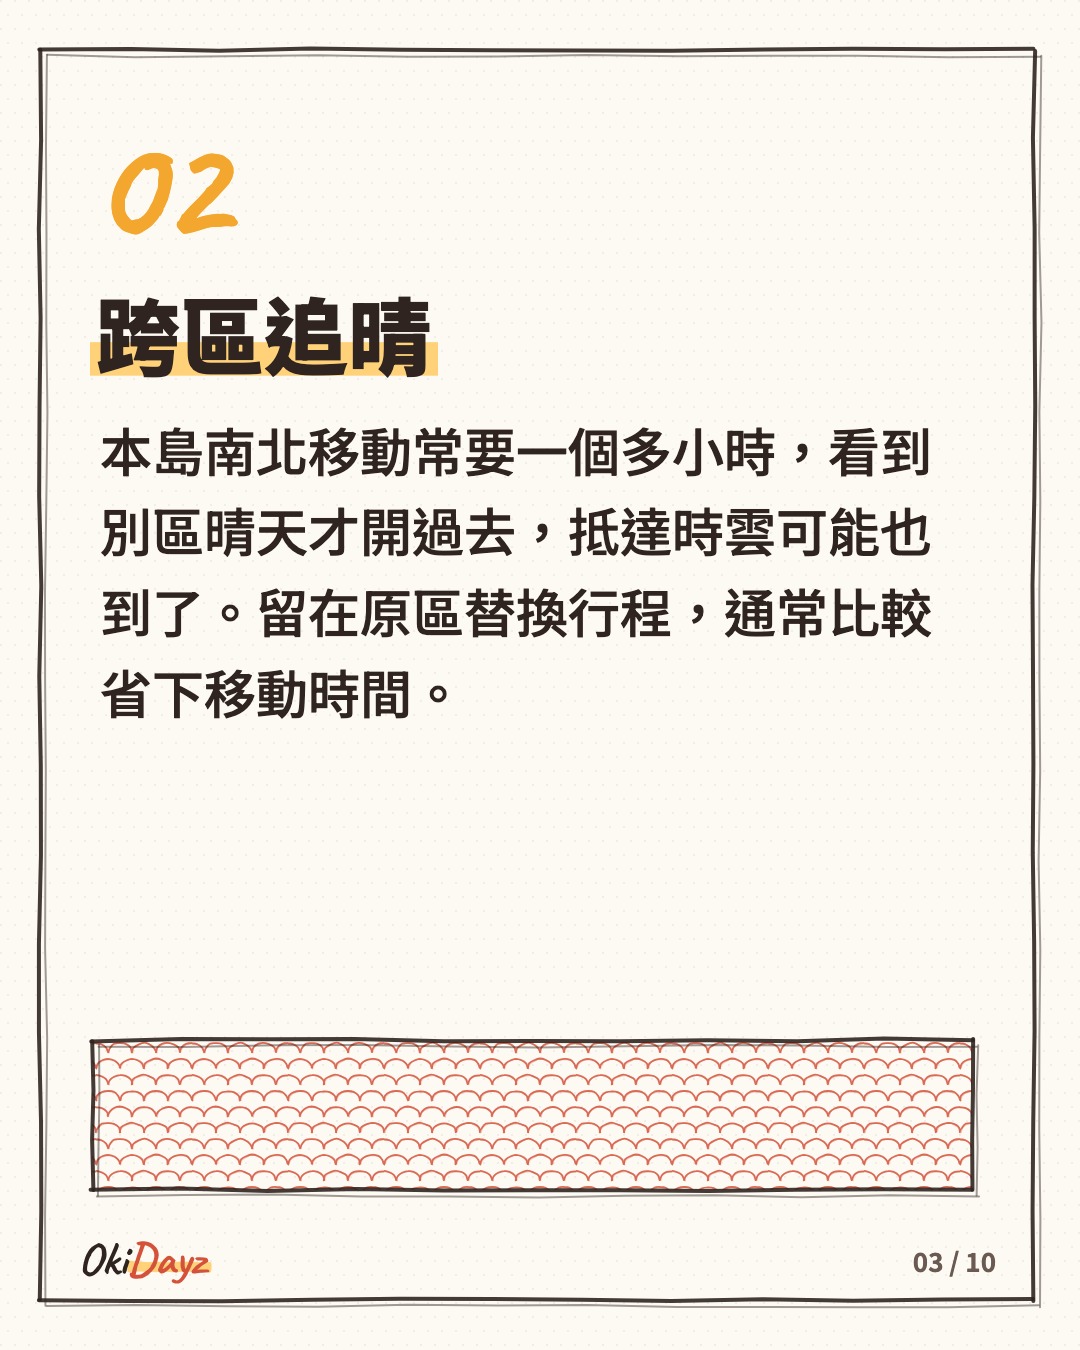 02
跨區追晴
本島南北移動常要一個多小時，看到
別區晴天才開過去，抵達時雲可能也
到了。留在原區替換行程，通常比較
省下移動時間。
OkiDayz
03 / 10